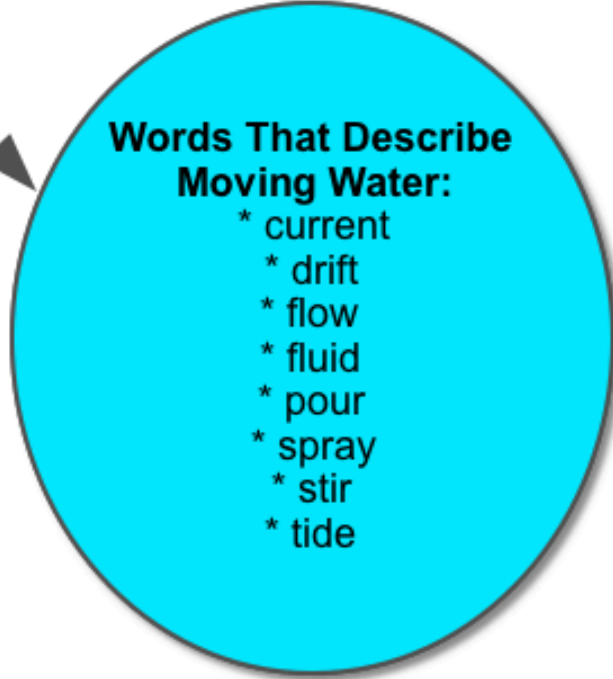 Words That Describe
Moving Water:
* current
* drift
* flow
* fluid
* pour
* spray
* stir
* tide